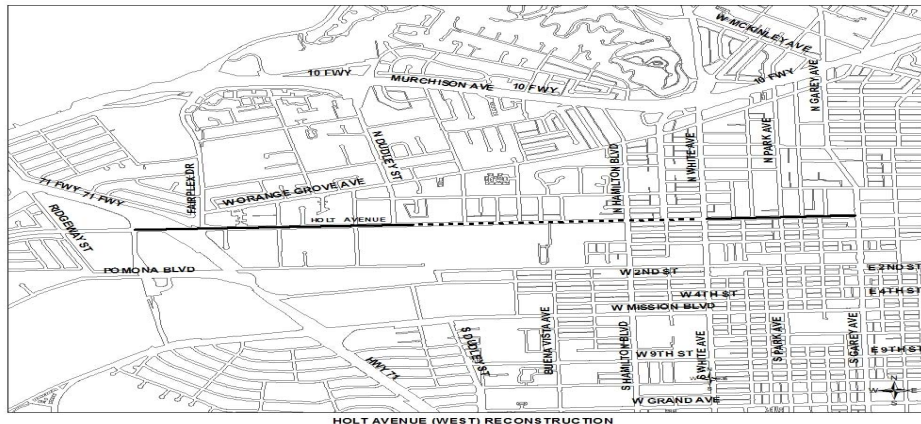 W MCKINLEY AVE
10 FWY
MURCHISON AVE
10 FWY
10 FWY
N GAREY AVE
N DUDLEY ST
N HAMILTON BLVD
N WHITE AVE
N PARK AVE
71 FWY 71 FWY
FAIRPLEX DR
W ORANGE GROVE AVE
RIDGEWAY ST
HOLT AVENUE
POMONA BLVD
W 2ND ST
E 2ND ST
W 4TH ST
E 4TH ST
W MISSION BLVD
HWY 71
S DUDLEY ST
BUENA VISTA AVE
S HAMILTON BLVD
W 9TH ST
S WHITE AVE
S PARK AVE
S GAREY AVE
E 9TH ST
W GRAND AVE
N
W E
S
HOLT AVENUE (WEST) RECONSTRUCTION